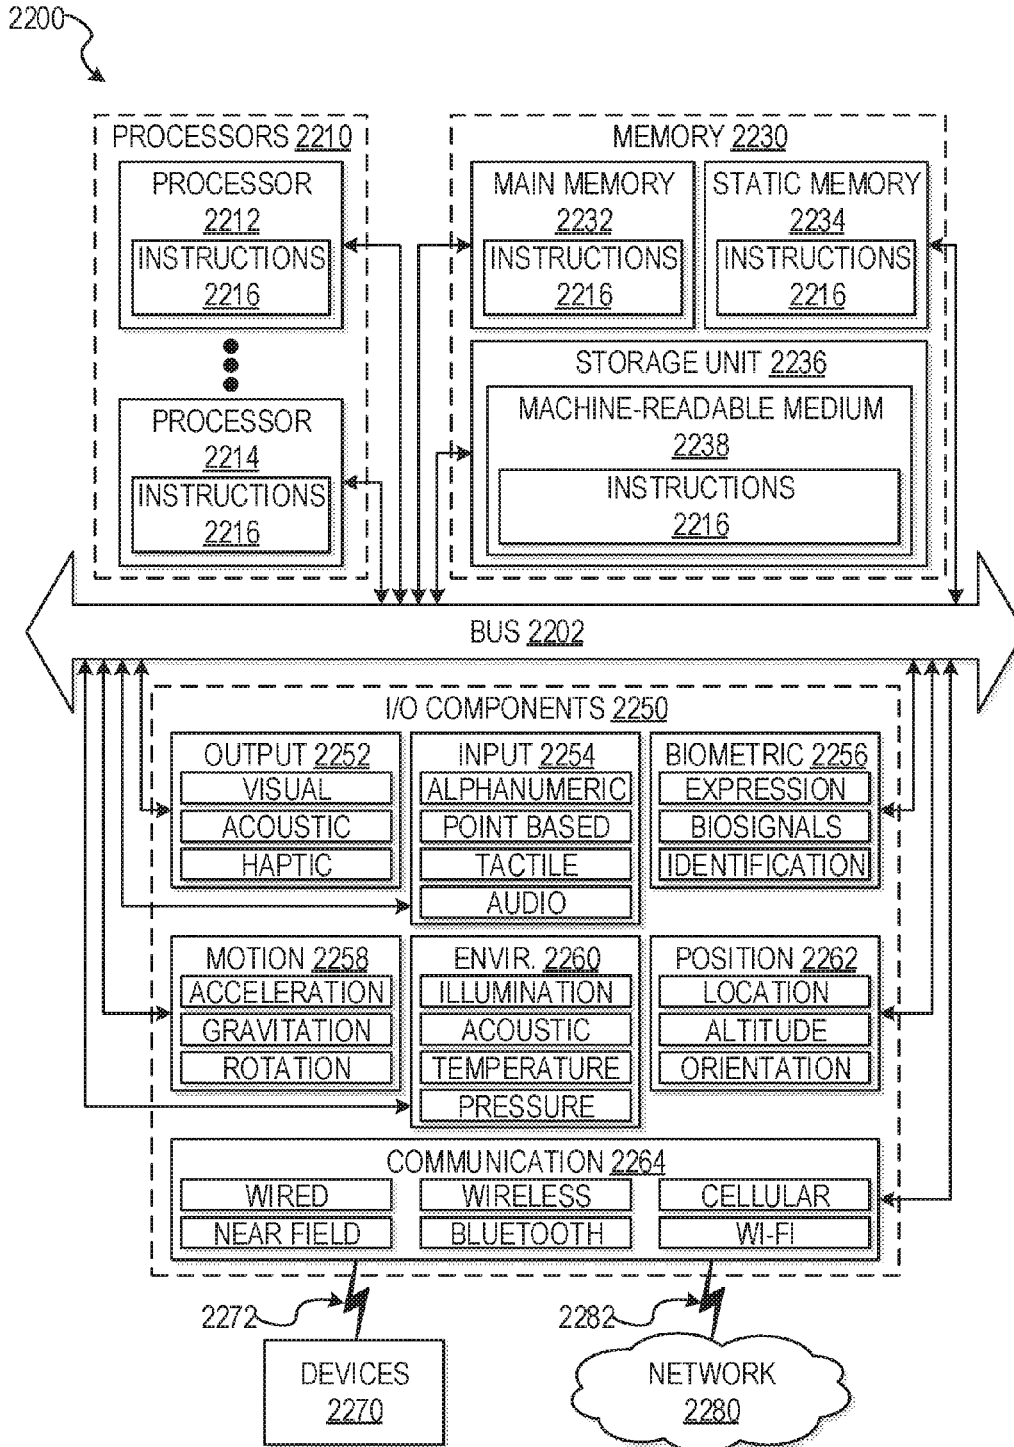 2200
PROCESSORS 2210
PROCESSOR
2212
INSTRUCTIONS
2216
PROCESSOR
2214
INSTRUCTIONS
2216
MEMORY 2230
MAIN MEMORY
2232
INSTRUCTIONS
2216
STATIC MEMORY
2234
INSTRUCTIONS
2216
STORAGE UNIT 2236
MACHINE-READABLE MEDIUM
2238
INSTRUCTIONS
2216
BUS 2202
I/O COMPONENTS 2250
OUTPUT 2252
VISUAL
ACOUSTIC
HAPTIC
INPUT 2254
ALPHANUMERIC
POINT BASED
TACTILE
AUDIO
BIOMETRIC 2256
EXPRESSION
BIOSIGNALS
IDENTIFICATION
MOTION 2258
ACCELERATION
GRAVITATION
ROTATION
ENVIR. 2260
ILLUMINATION
ACOUSTIC
TEMPERATURE
PRESSURE
POSITION 2262
LOCATION
ALTITUDE
ORIENTATION
COMMUNICATION 2264
WIRED
WIRELESS
CELLULAR
NEAR FIELD
BLUETOOTH
WI-FI
2272
2282
DEVICES
2270
NETWORK
2280